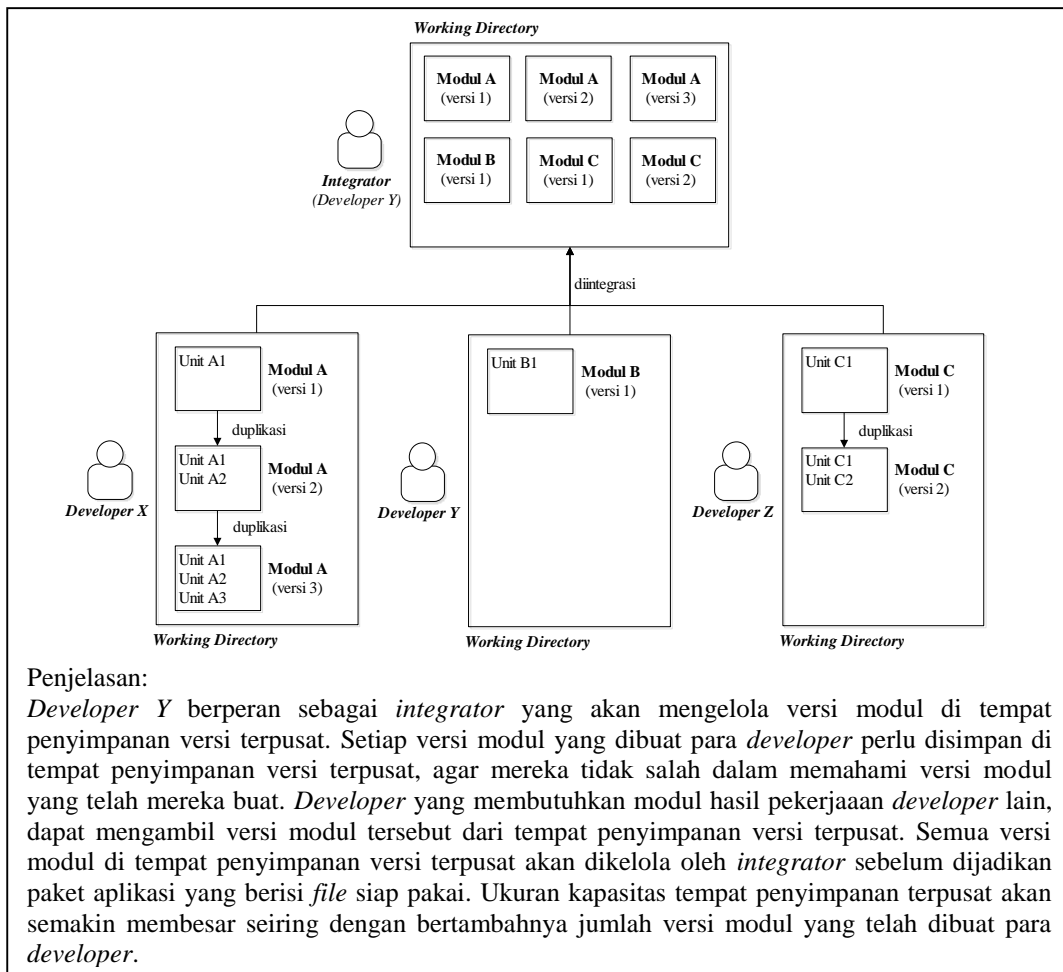 Working Directory
Modul A
(versi 1)
Modul A
(versi 2)
Modul A
(versi 3)
Modul B
(versi 1)
Modul C
(versi 1)
Modul C
(versi 2)
Integrator
(Developer Y)
diintegrasi
Unit A1
Modul A
(versi 1)
duplikasi
Unit A1
Unit A2
Modul A
(versi 2)
duplikasi
Unit A1
Unit A2
Unit A3
Modul A
(versi 3)
Developer X
Working Directory
Unit B1
Modul B
(versi 1)
Developer Y
Working Directory
Unit C1
Modul C
(versi 1)
duplikasi
Unit C1
Unit C2
Modul C
(versi 2)
Developer Z
Working Directory
Penjelasan:
Developer Y berperan sebagai integrator yang akan mengelola versi modul di tempat
penyimpanan versi terpusat. Setiap versi modul yang dibuat para developer perlu disimpan di
tempat penyimpanan versi terpusat, agar mereka tidak salah dalam memahami versi modul
yang telah mereka buat. Developer yang membutuhkan modul hasil pekerjaaan developer lain,
dapat mengambil versi modul tersebut dari tempat penyimpanan versi terpusat. Semua versi
modul di tempat penyimpanan versi terpusat akan dikelola oleh integrator sebelum dijadikan
paket aplikasi yang berisi file siap pakai. Ukuran kapasitas tempat penyimpanan terpusat akan
semakin membesar seiring dengan bertambahnya jumlah versi modul yang telah dibuat para
developer.